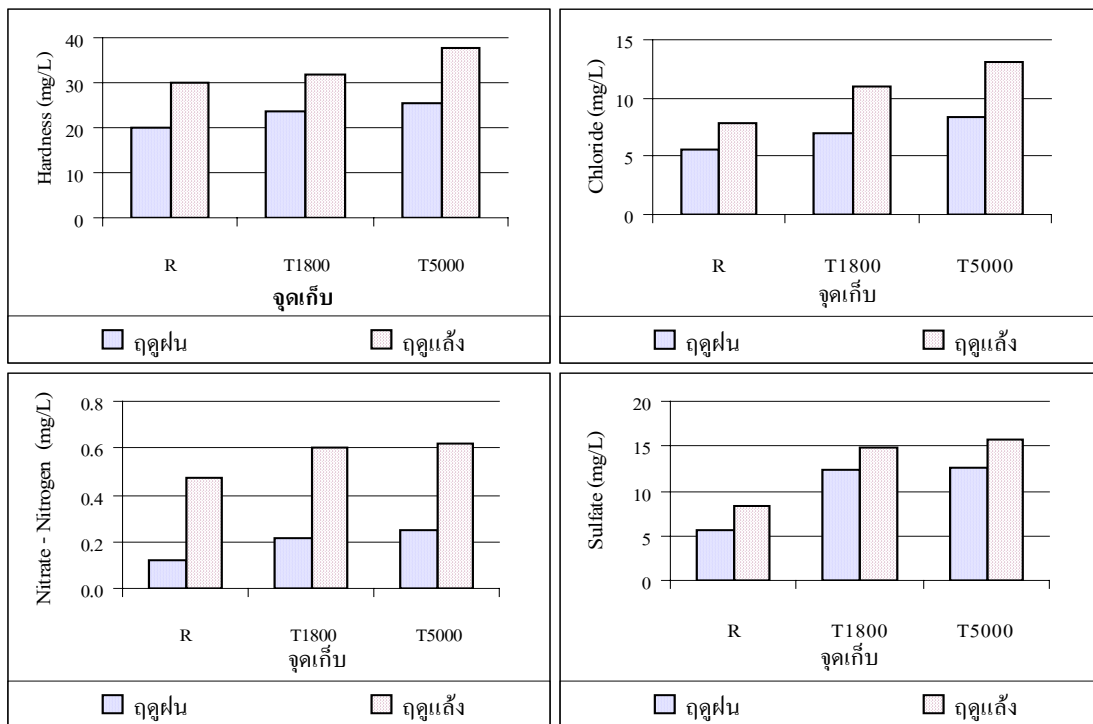 Hardness (mg/L)
40
30
20
10
0
R T1800 T5000
จุดเก็บ
ฤดูฝน ฤดูแล้ง
Chloride (mg/L)
15
10
5
0
R T1800 T5000
จุดเก็บ
ฤดูฝน ฤดูแล้ง
Nitrate - Nitrogen (mg/L)
0.8
0.6
0.4
0.2
0.0
R T1800 T5000
จุดเก็บ
ฤดูฝน ฤดูแล้ง
Sulfate (mg/L)
20
15
10
5
0
R T1800 T5000
จุดเก็บ
ฤดูฝน ฤดูแล้ง